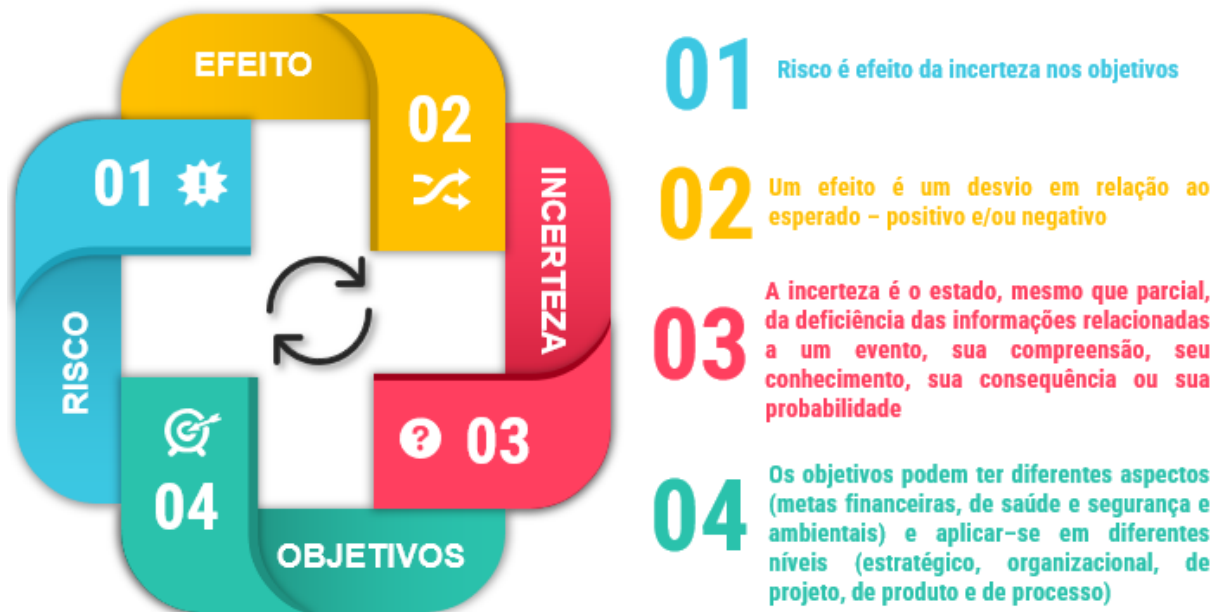 EFEITO
02
01
INCERTEZA
RISCO
03
04
OBJETIVOS
01
Risco é efeito da incerteza nos objetivos
02
Um efeito é um desvio em relação ao
esperado – positivo e/ou negativo
03
A incerteza é o estado, mesmo que parcial,
da deficiência das informações relacionadas
a um evento, sua compreensão, seu
conhecimento, sua consequência ou sua
probabilidade
04
Os objetivos podem ter diferentes aspectos
(metas financeiras, de saúde e segurança e
ambientais) e aplicar–se em diferentes
níveis (estratégico, organizacional, de
projeto, de produto e de processo)